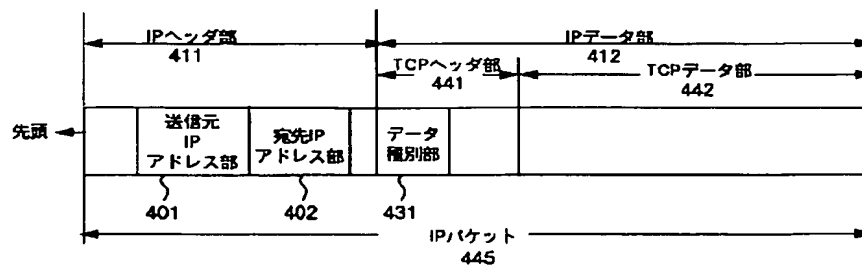 IPヘッダ部
411
IPデータ部
412
TCPヘッダ部
441
TCPデータ部
442
先頭
送信元
IP
アドレス部
宛先IP
アドレス部
データ
種別部
401
402
431
IPパケット
445